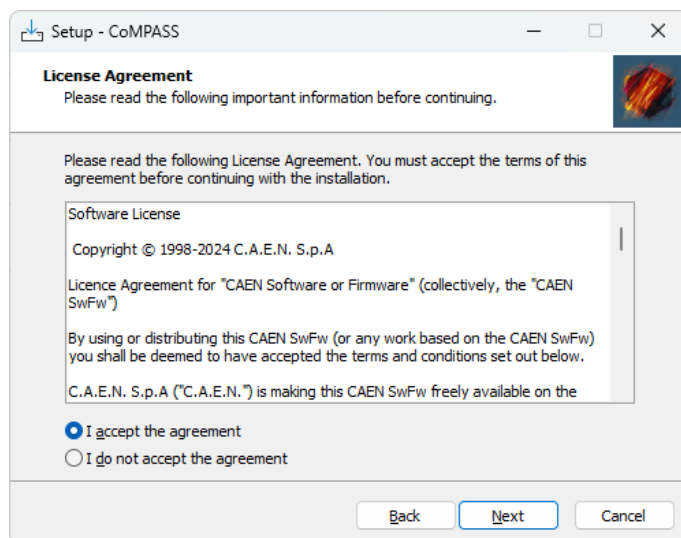 Setup - CoMPASS
License Agreement
Please read the following important information before continuing.
Please read the following License Agreement. You must accept the terms of this
agreement before continuing with the installation.
Software License
Copyright © 1998-2024 C.A.E.N. S.p.A
Licence Agreement for "CAEN Software or Firmware" (collectively, the "CAEN
SwFw")
By using or distributing this CAEN SwFw (or any work based on the CAEN SwFw)
you shall be deemed to have accepted the terms and conditions set out below.
C.A.E.N. S.p.A ("C.A.E.N.") is making this CAEN SwFw freely available on the
I accept the agreement
I do not accept the agreement
Back Next Cancel